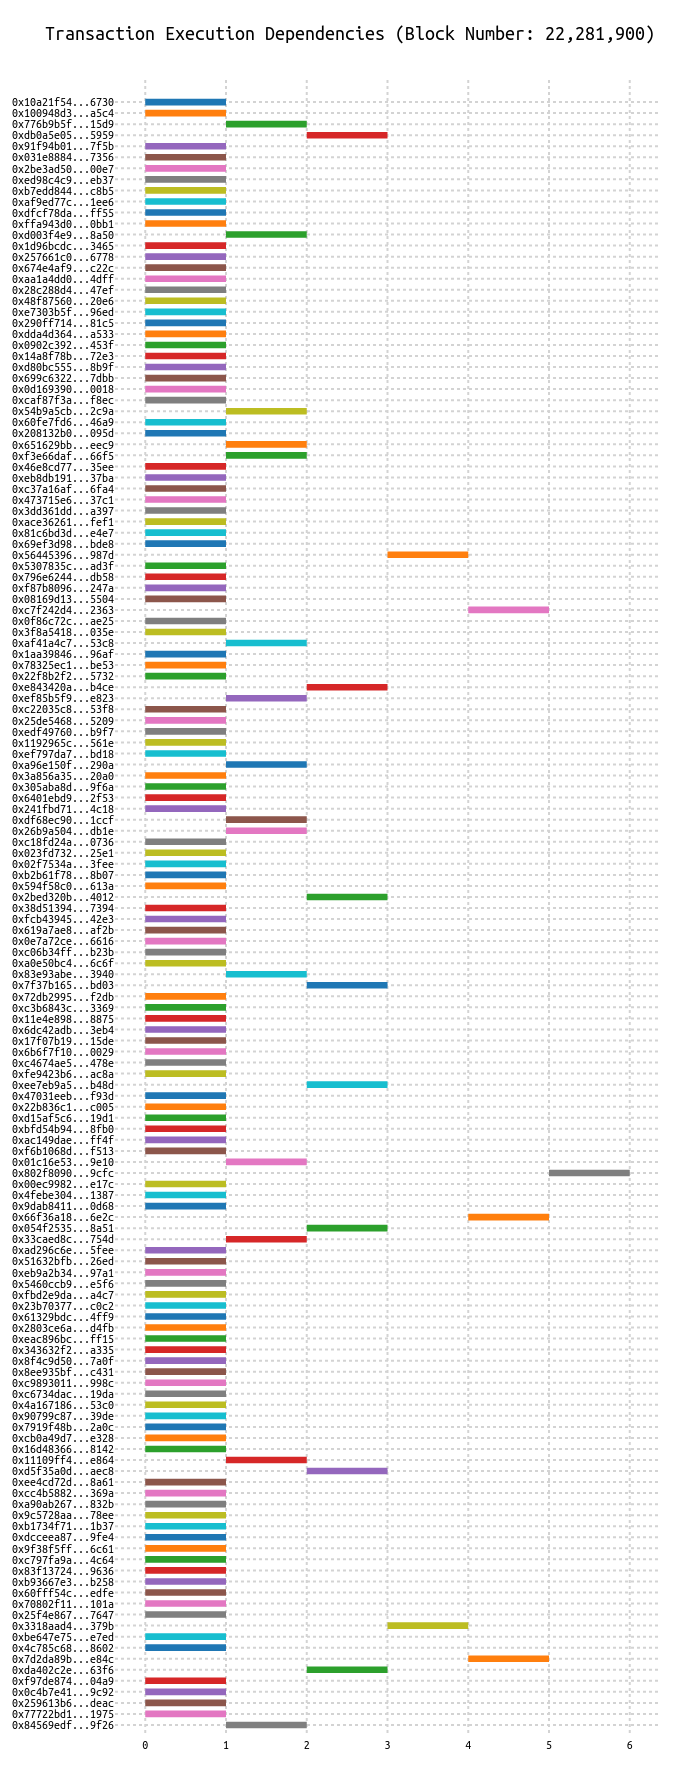 Transaction Execution Dependencies (Block Number: 22,281,900)
0x10a21f54...6730
0x100948d3...a5c4
0x776b9b5f...15d9
0xdb0a5e05...5959
0x91f94b01...7f5b
0x031e8884...7356
0x2be3ad50...00e7
0xed98c4c9...eb37
0xb7edd844...c8b5
0xaf9ed77c...1ee6
0xdfcf78da...ff55
0xffa943d0...0bb1
0xd003f4e9...8a50
0x1d96bcdc...3465
0x257661c0...6778
0x674e4af9...c22c
0xaa1a4dd0...4dff
0x28c288d4...47ef
0x48f87560...20e6
0xe7303b5f...96ed
0x290ff714...81c5
0xdda4d364...a533
0x0902c392...453f
0x14a8f78b...72e3
0xd80bc555...8b9f
0x699c6322...7dbb
0x0d169390...0018
0xcaf87f3a...f8ec
0x54b9a5cb...2c9a
0x60fe7fd6...46a9
0x208132b0...095d
0x651629bb...eec9
0xf3e66daf...66f5
0x46e8cd77...35ee
0xeb8db191...37ba
0xc37a16af...6fa4
0x473715e6...37c1
0x3dd361dd...a397
0xace36261...fef1
0x81c6bd3d...e4e7
0x69ef3d98...bde8
0x56445396...987d
0x5307835c...ad3f
0x796e6244...db58
0xf87b8096...247a
0x08169d13...5504
0xc7f242d4...2363
0x0f86c72c...ae25
0x3f8a5418...035e
0xaf41a4c7...53c8
0x1aa39846...96af
0x78325ec1...be53
0x22f8b2f2...5732
0xe843420a...b4ce
0xef85b5f9...e823
0xc22035c8...53f8
0x25de5468...5209
0xedf49760...b9f7
0x1192965c...561e
0xef797da7...bd18
0xa96e150f...290a
0x3a856a35...20a0
0x305aba8d...9f6a
0x6401ebd9...2f53
0x241fbd71...4c18
0xdf68ec90...1ccf
0x26b9a504...db1e
0xc18fd24a...0736
0x023fd732...25e1
0x02f7534a...3fee
0xb2b61f78...8b07
0x594f58c0...613a
0x2bed320b...4012
0x38d51394...7394
0xfcb43945...42e3
0x619a7ae8...af2b
0x0e7a72ce...6616
0xc06b34ff...b23b
0xa0e50bc4...6c6f
0x83e93abe...3940
0x7f37b165...bd03
0x72db2995...f2db
0xc3b6843c...3369
0x11e4e898...8875
0x6dc42adb...3eb4
0x17f07b19...15de
0x6b6f7f10...0029
0xc4674ae5...478e
0xfe9423b6...ac8a
0xee7eb9a5...b48d
0x47031eeb...f93d
0x22b836c1...c005
0xd15af5c6...19d1
0xbfd54b94...8fb0
0xac149dae...ff4f
0xf6b1068d...f513
0x01c16e53...9e10
0x802f8090...9cfc
0x00ec9982...e17c
0x4febe304...1387
0x9dab8411...0d68
0x66f36a18...6e2c
0x054f2535...8a51
0x33caed8c...754d
0xad296c6e...5fee
0x51632bfb...26ed
0xeb9a2b34...97a1
0x5460ccb9...e5f6
0xfbd2e9da...a4c7
0x23b70377...c0c2
0x61329bdc...4ff9
0x2803ce6a...d4fb
0xeac896bc...ff15
0x343632f2...a335
0x8f4c9d50...7a0f
0x8ee935bf...c431
0xc9893011...998c
0xc6734dac...19da
0x4a167186...53c0
0x90799c87...39de
0x7919f48b...2a0c
0xcb0a49d7...e328
0x16d48366...8142
0x11109ff4...e864
0xd5f35a0d...aec8
0xee4cd72d...8a61
0xcc4b5882...369a
0xa90ab267...832b
0x9c5728aa...78ee
0xb1734f71...1b37
0xdcceea87...9fe4
0x9f38f5ff...6c61
0xc797fa9a...4c64
0x83f13724...9636
0xb93667e3...b258
0x60fff54c...edfe
0x70802f11...101a
0x25f4e867...7647
0x3318aad4...379b
0xbe647e75...e7ed
0x4c785c68...8602
0x7d2da89b...e84c
0xda402c2e...63f6
0xf97de874...04a9
0x0c4b7e41...9c92
0x259613b6...deac
0x77722bd1...1975
0x84569edf...9f26
0 1 2 3 4 5 6